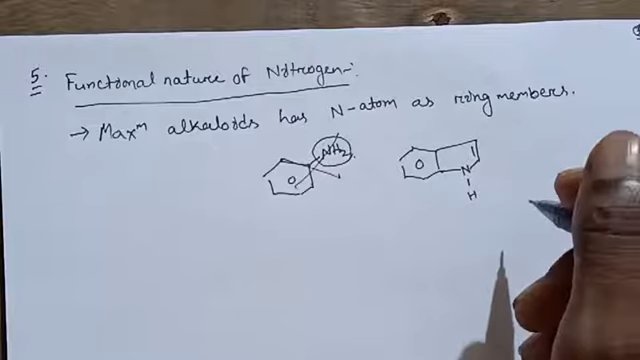 5. Functional nature of Nitrogen-:
→ Maxᵐ alkaloids has N-atom as ring members.
NH₂
N
H